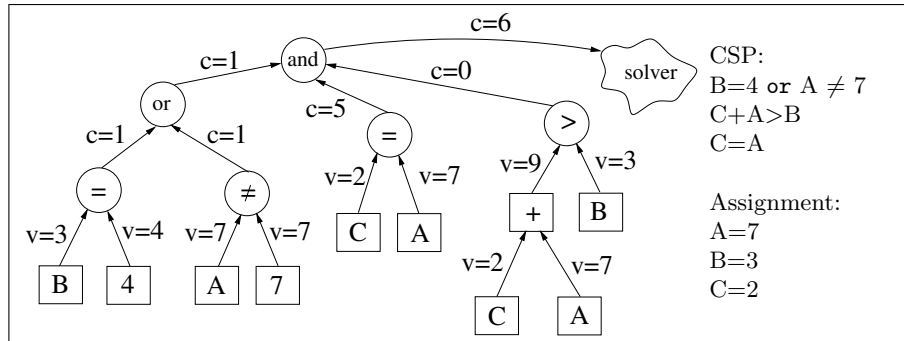 c=6
and
solver
CSP:
c=1
c=0
B=4 or A ≠ 7
c=5
C+A>B
or
=
>
C=A
c=1
c=1
v=2
v=7
v=9
v=3
=
≠
C
A
+
B
Assignment:
v=3
v=4
v=7
v=7
A=7
v=2
v=7
B=3
B
4
A
7
C
A
C=2